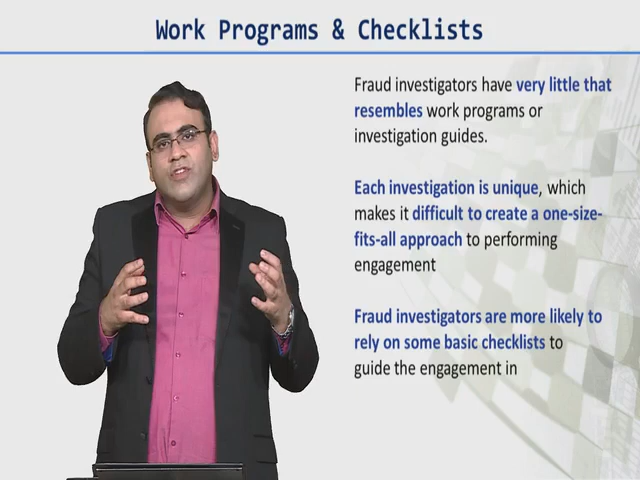 Work Programs & Checklists
Fraud investigators have very little that
resembles work programs or
investigation guides.
Each investigation is unique, which
makes it difficult to create a one-size-
fits-all approach to performing
engagement
Fraud investigators are more likely to
rely on some basic checklists to
guide the engagement in